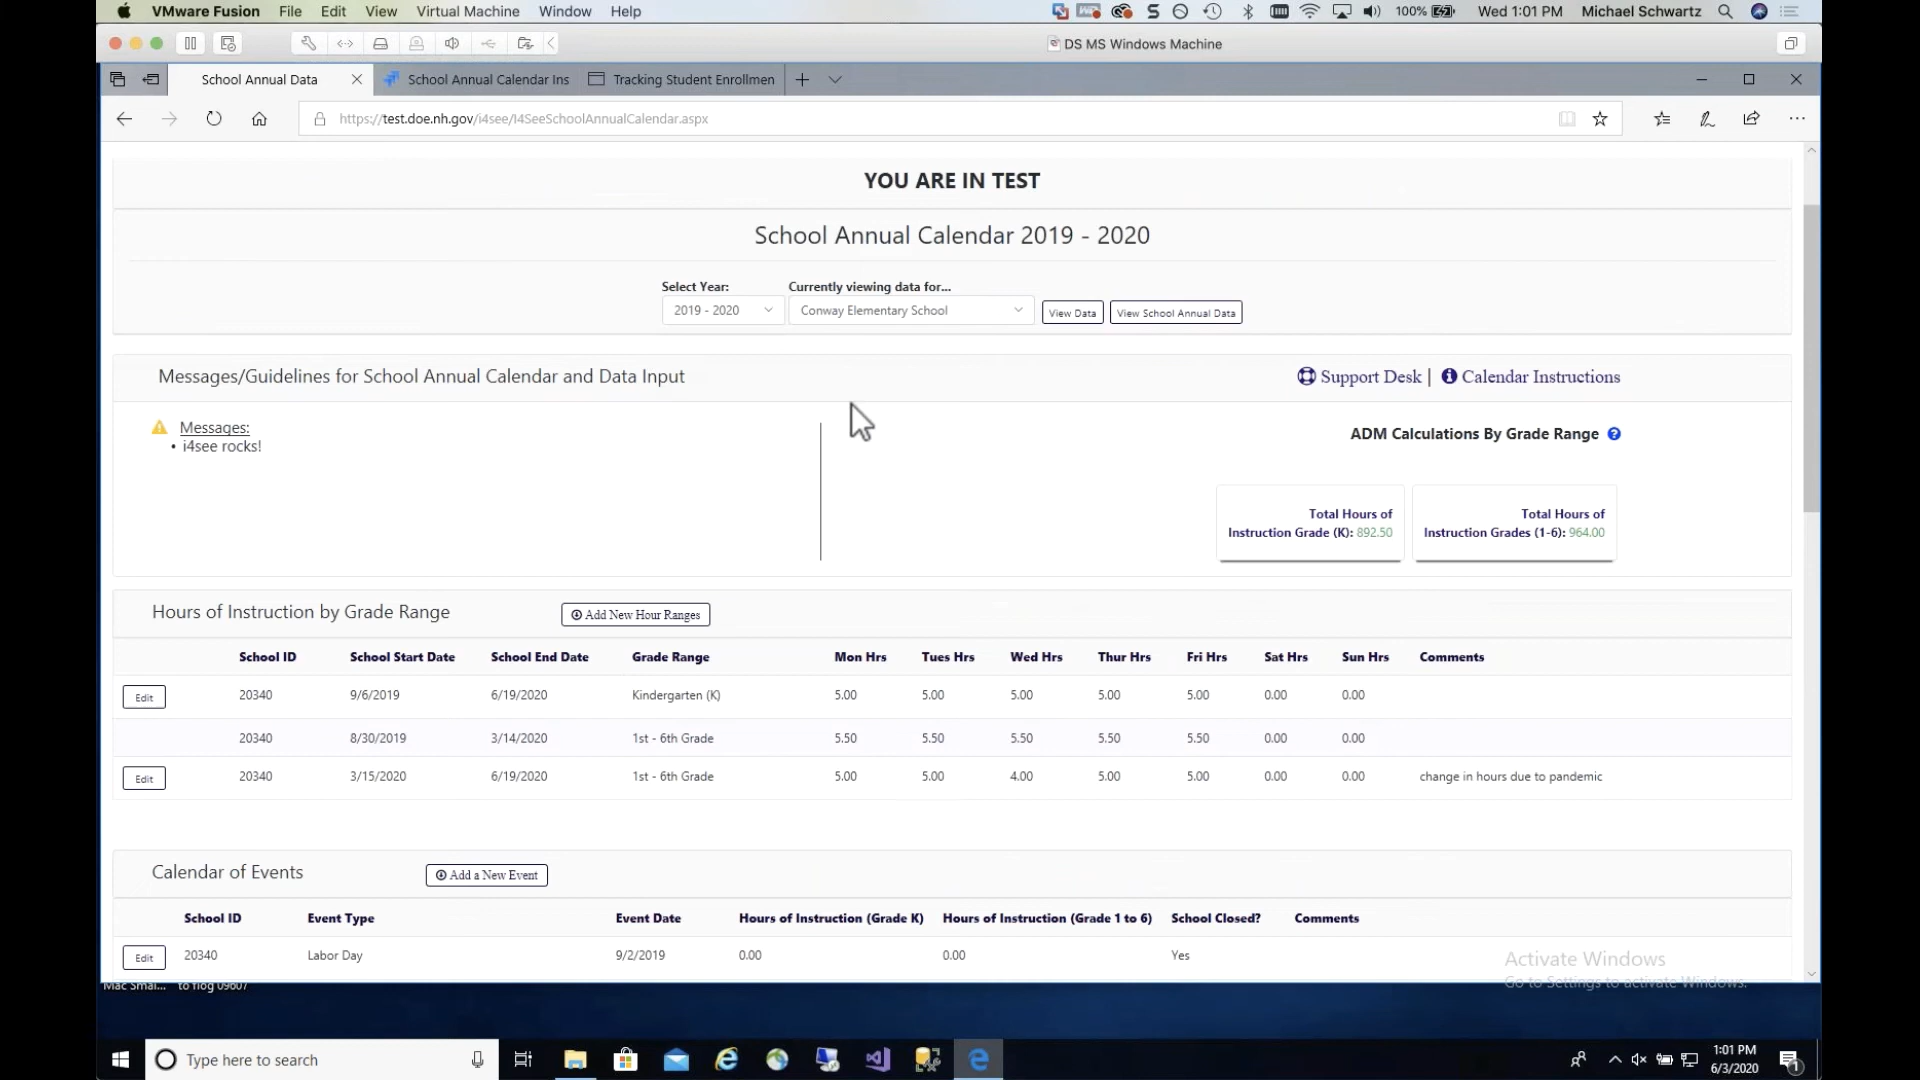 VMware Fusion File Edit View Virtual Machine Window Help 100% Wed 1:01 PM Michael Schwartz
DS MS Windows Machine
School Annual Data School Annual Calendar Ins Tracking Student Enrollmen
https://test.doe.nh.gov/i4see/I4SeeSchoolAnnualCalendar.aspx
YOU ARE IN TEST
School Annual Calendar 2019 - 2020
Select Year: Currently viewing data for...
2019 - 2020 Conway Elementary School View Data View School Annual Data
Messages/Guidelines for School Annual Calendar and Data Input Support Desk | Calendar Instructions
Messages:
• i4see rocks!
ADM Calculations By Grade Range
Total Hours of
Instruction Grade (K): 892.50
Total Hours of
Instruction Grades (1-6): 964.00
Hours of Instruction by Grade Range Add New Hour Ranges
School ID School Start Date School End Date Grade Range Mon Hrs Tues Hrs Wed Hrs Thur Hrs Fri Hrs Sat Hrs Sun Hrs Comments
Edit 20340 9/6/2019 6/19/2020 Kindergarten (K) 5.00 5.00 5.00 5.00 5.00 0.00 0.00
20340 8/30/2019 3/14/2020 1st - 6th Grade 5.50 5.50 5.50 5.50 5.50 0.00 0.00
Edit 20340 3/15/2020 6/19/2020 1st - 6th Grade 5.00 5.00 4.00 5.00 5.00 0.00 0.00 change in hours due to pandemic
Calendar of Events Add a New Event
School ID Event Type Event Date Hours of Instruction (Grade K) Hours of Instruction (Grade 1 to 6) School Closed? Comments
Edit 20340 Labor Day 9/2/2019 0.00 0.00 Yes
Activate Windows
Go to Settings to activate Windows.
Mac Smal... to flog 09607
Type here to search
1:01 PM
6/3/2020
1